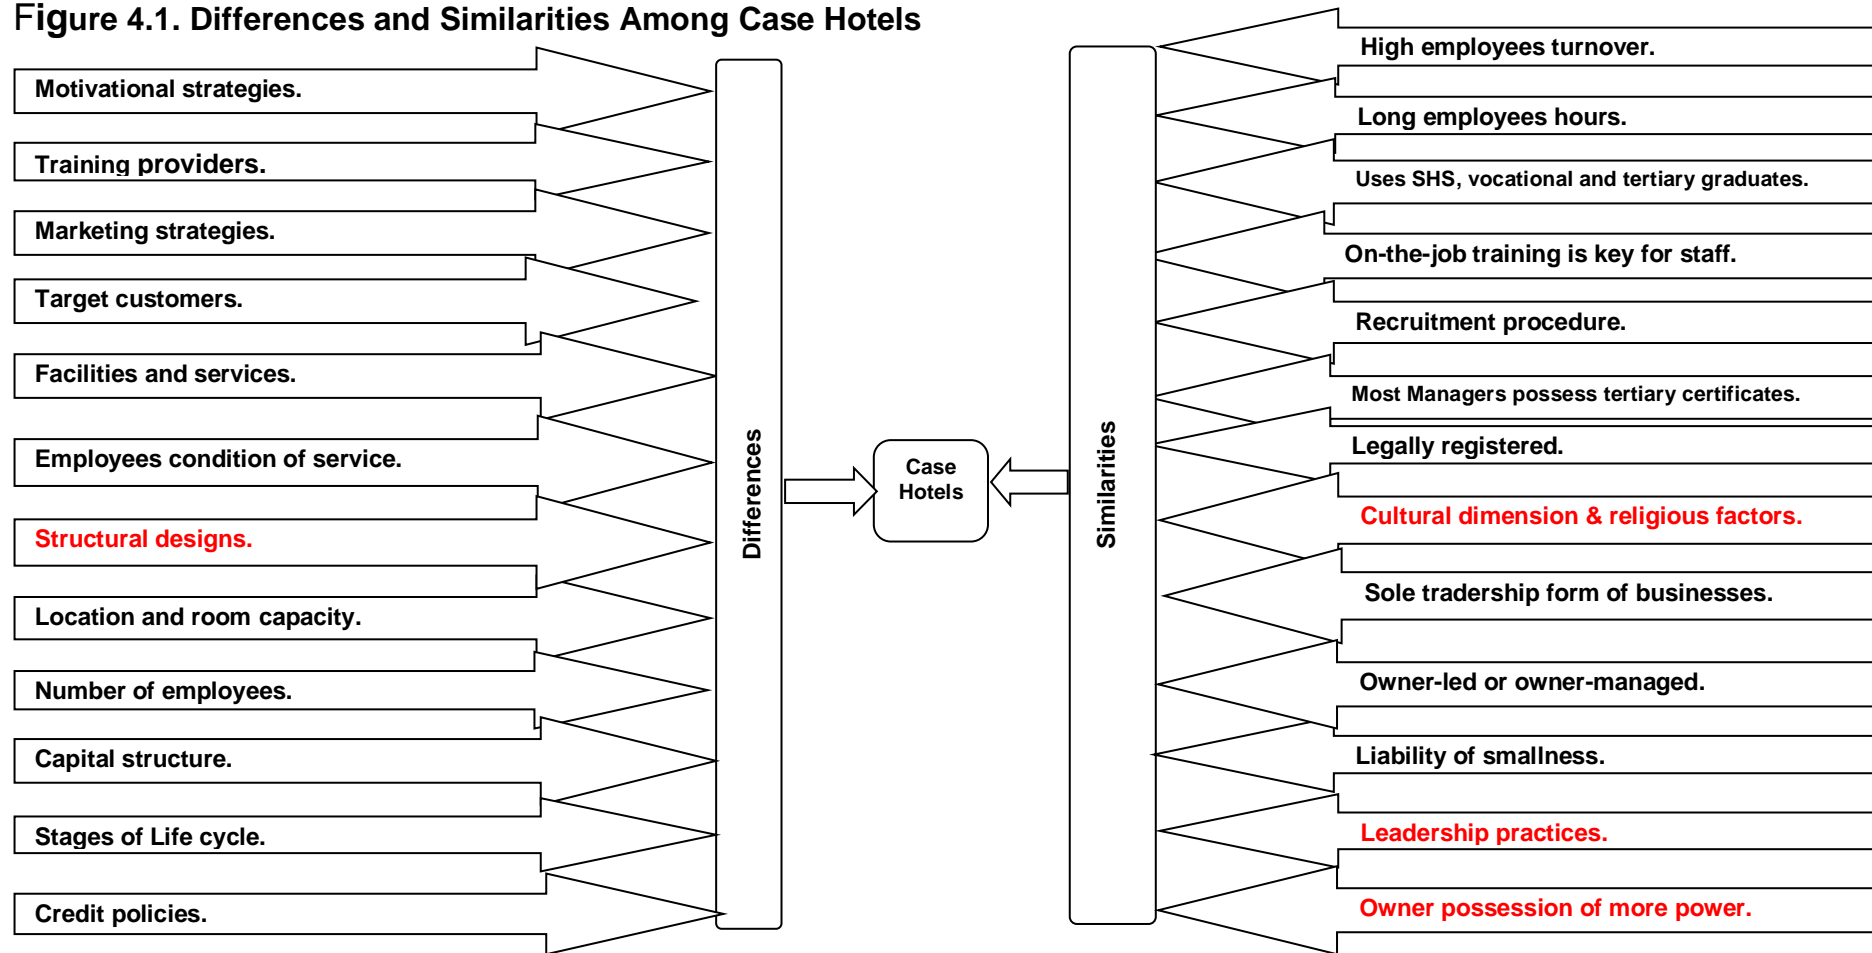 Figure 4.1. Differences and Similarities Among Case Hotels
Motivational strategies.
Training providers.
Marketing strategies.
Target customers.
Facilities and services.
Employees condition of service.
Structural designs.
Location and room capacity.
Number of employees.
Capital structure.
Stages of Life cycle.
Credit policies.
Differences
Case
Hotels
Similarities
High employees turnover.
Long employees hours.
Uses SHS, vocational and tertiary graduates.
On-the-job training is key for staff.
Recruitment procedure.
Most Managers possess tertiary certificates.
Legally registered.
Cultural dimension & religious factors.
Sole tradership form of businesses.
Owner-led or owner-managed.
Liability of smallness.
Leadership practices.
Owner possession of more power.